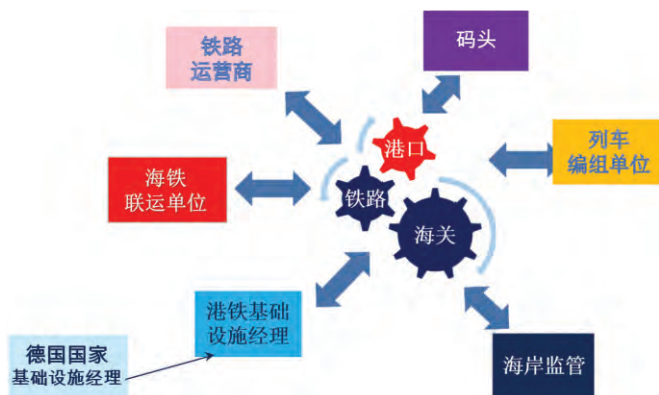 铁路
运营商
码头
港口
列车
编组单位
海铁
联运单位
铁路
海关
港铁基础
设施经理
德国国家
基础设施经理
海岸监管